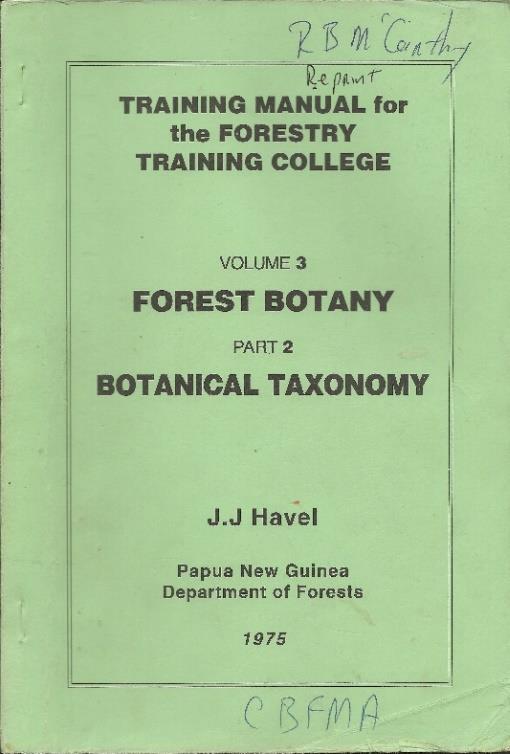 R B McCarthy
Reprint
TRAINING MANUAL for
the FORESTRY
TRAINING COLLEGE
VOLUME 3
FOREST BOTANY
PART 2
BOTANICAL TAXONOMY
J.J Havel
Papua New Guinea
Department of Forests
1975
CBFMA